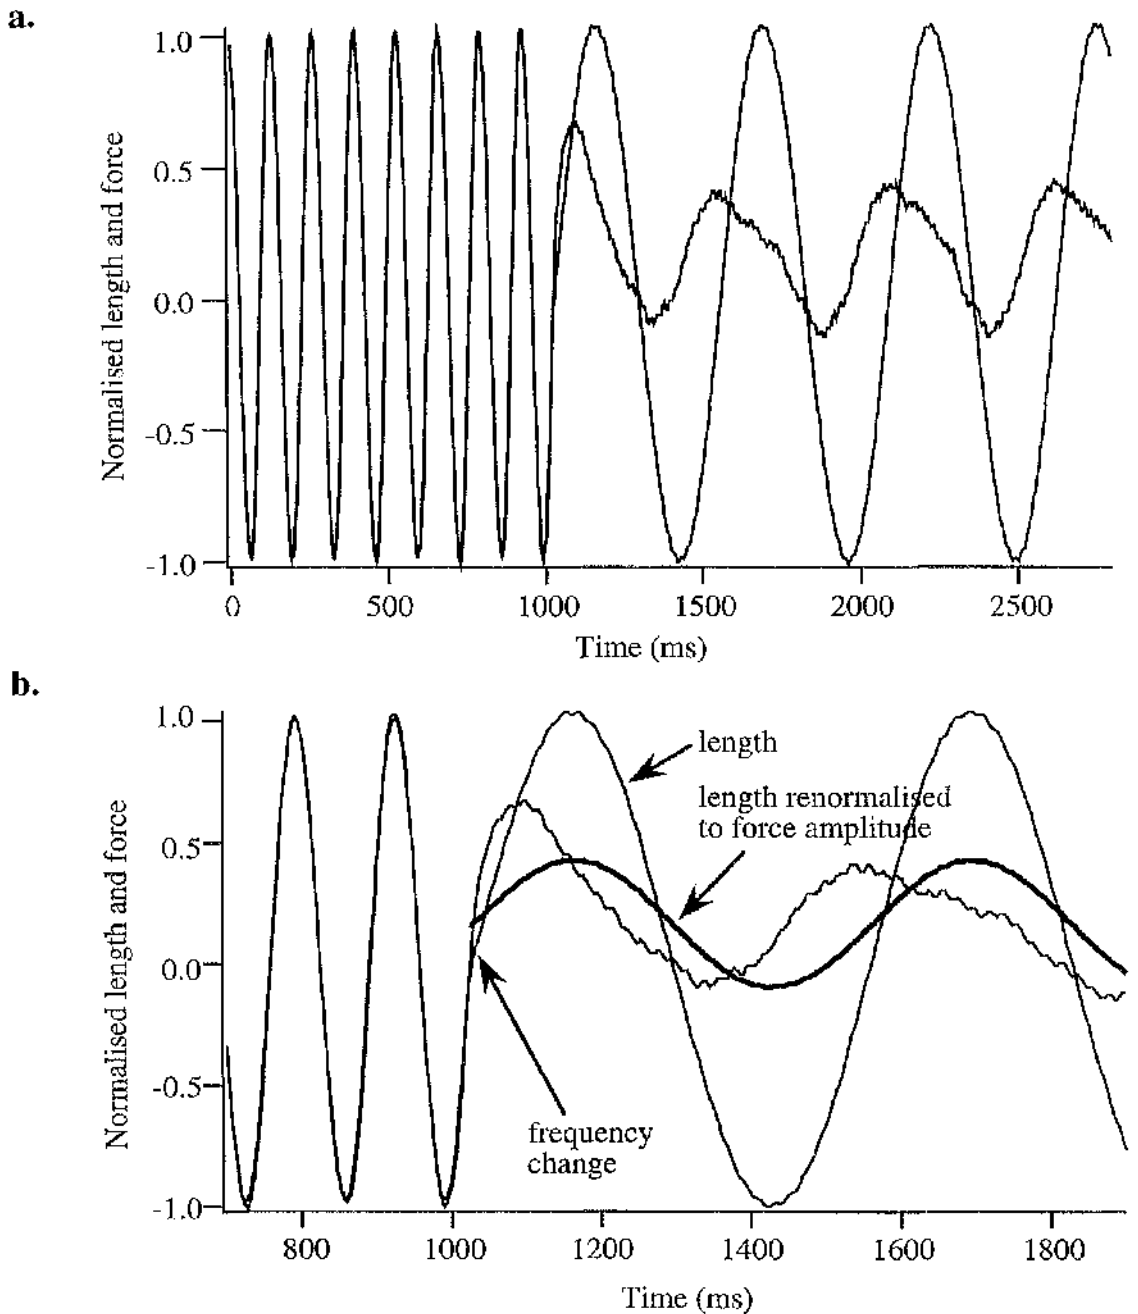 a.
Normalised length and force
1.0
0.5
0.0
-0.5
-1.0
0 500 1000 1500 2000 2500
Time (ms)
b.
Normalised length and force
1.0
0.5
0.0
-0.5
-1.0
length
length renormalised
to force amplitude
frequency
change
800 1000 1200 1400 1600 1800
Time (ms)